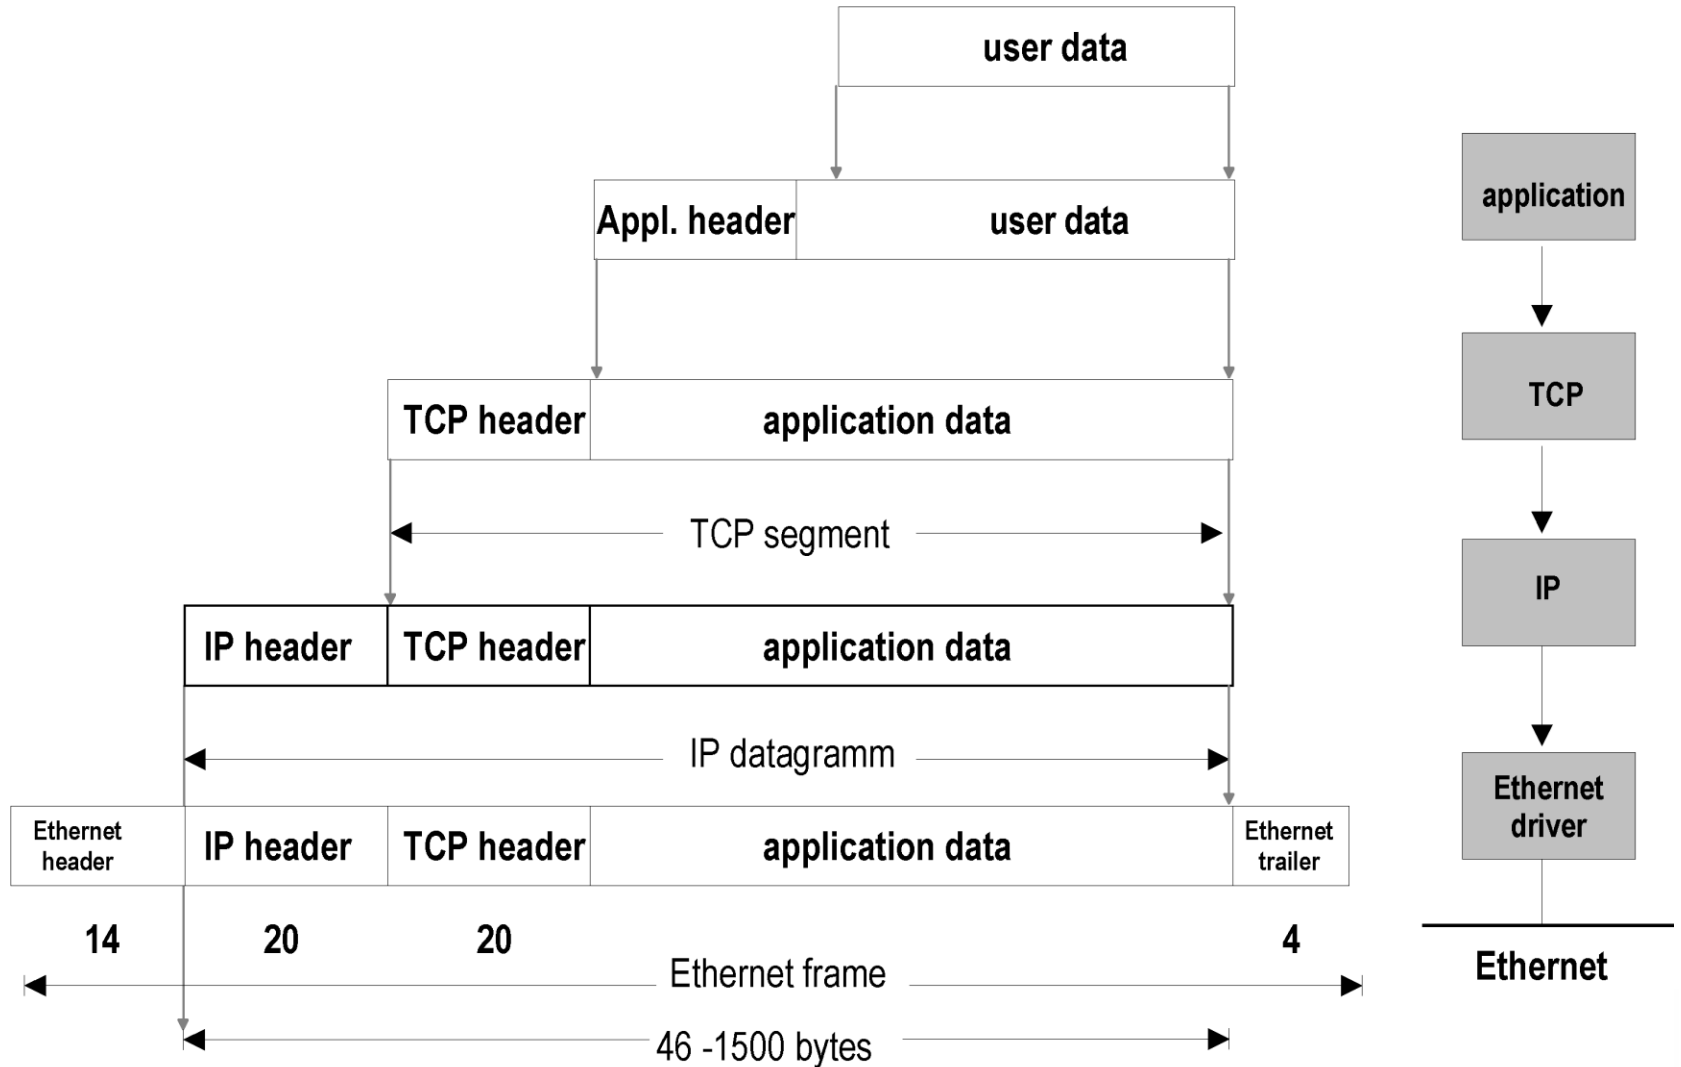 user data
Appl. header user data
application
TCP header application data
TCP
TCP segment
IP
IP header TCP header application data
IP datagramm
Ethernet
driver
Ethernet
header
IP header TCP header application data
Ethernet
trailer
14 20 20 4
Ethernet frame
Ethernet
46 -1500 bytes